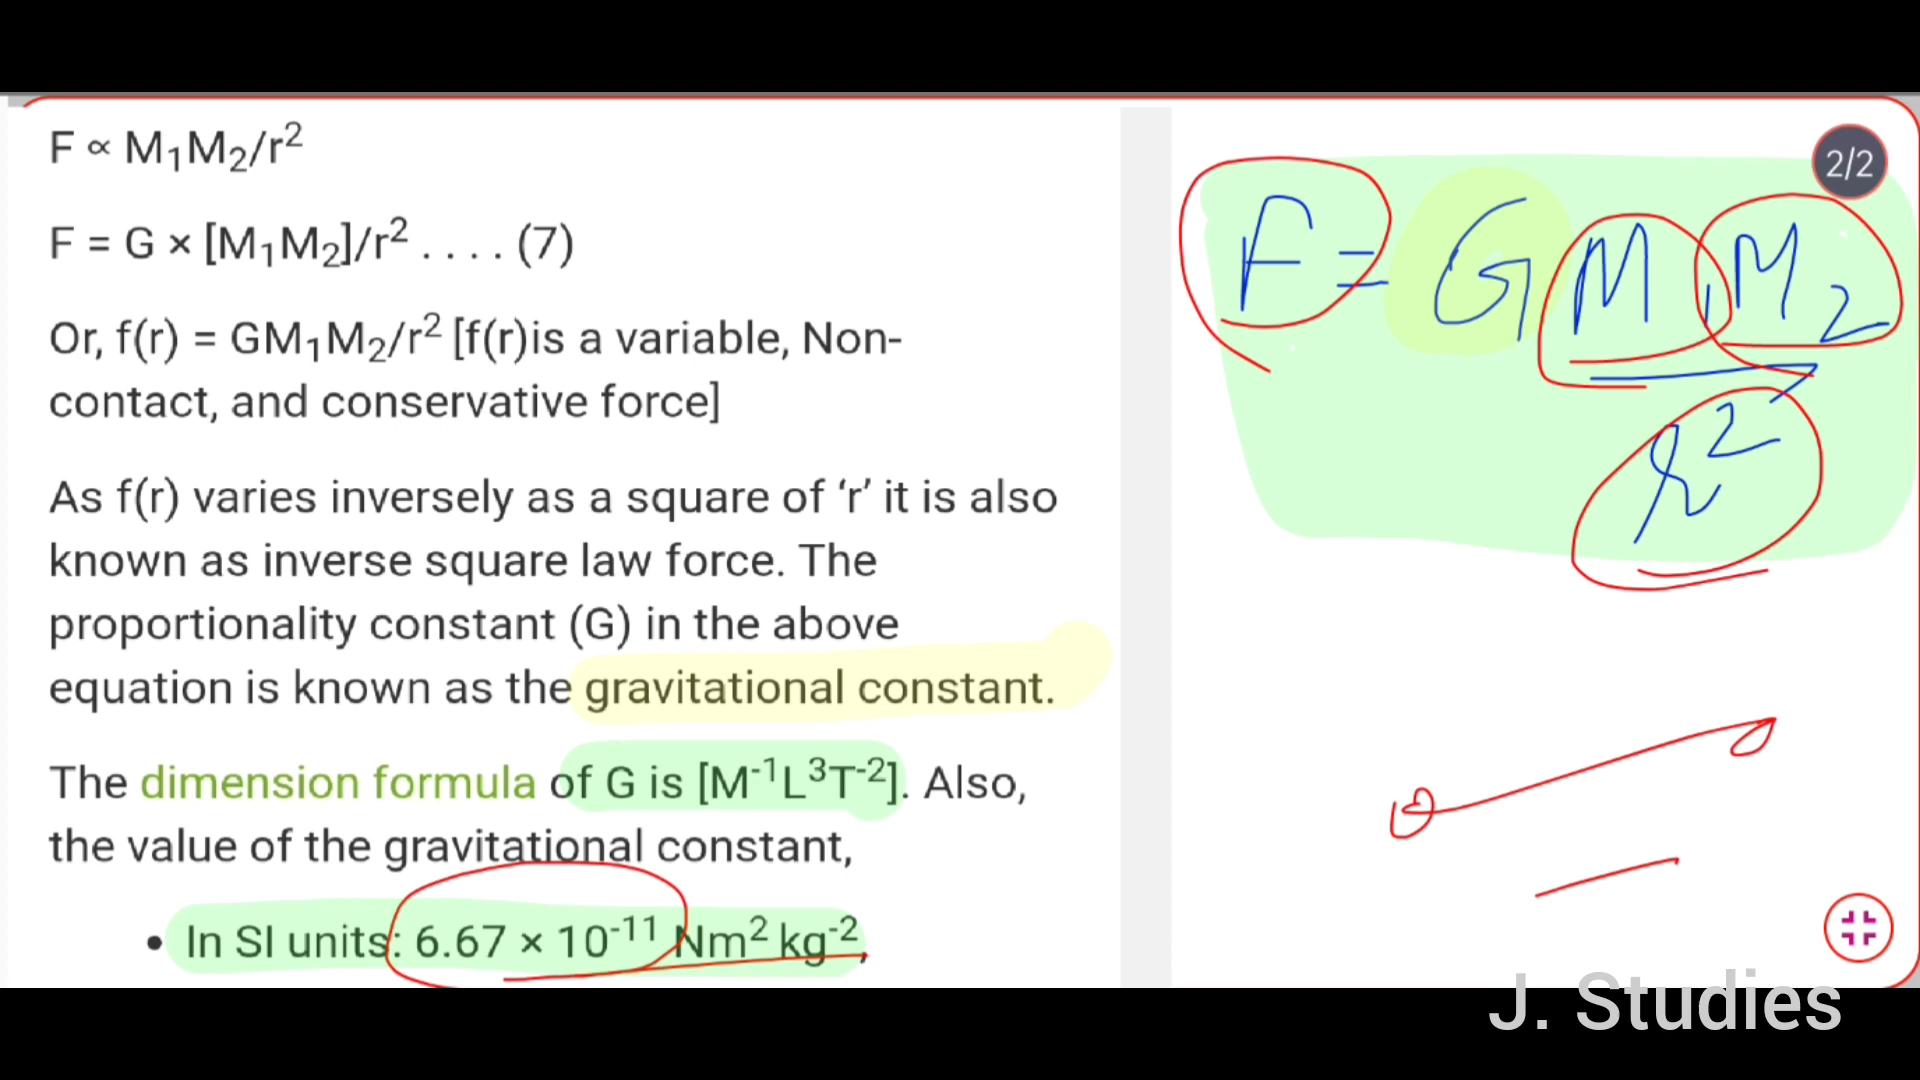 F ∝ M₁M₂/r²
F = G × [M₁M₂]/r² . . . . (7)
Or, f(r) = GM₁M₂/r² [f(r)is a variable, Non-
contact, and conservative force]
As f(r) varies inversely as a square of ‘r’ it is also
known as inverse square law force. The
proportionality constant (G) in the above
equation is known as the gravitational constant.
The dimension formula of G is [M⁻¹L³T⁻²]. Also,
the value of the gravitational constant,
• In SI units: 6.67 × 10⁻¹¹ Nm² kg⁻²,
2/2
F = G M₁ M₂
r²
J. Studies